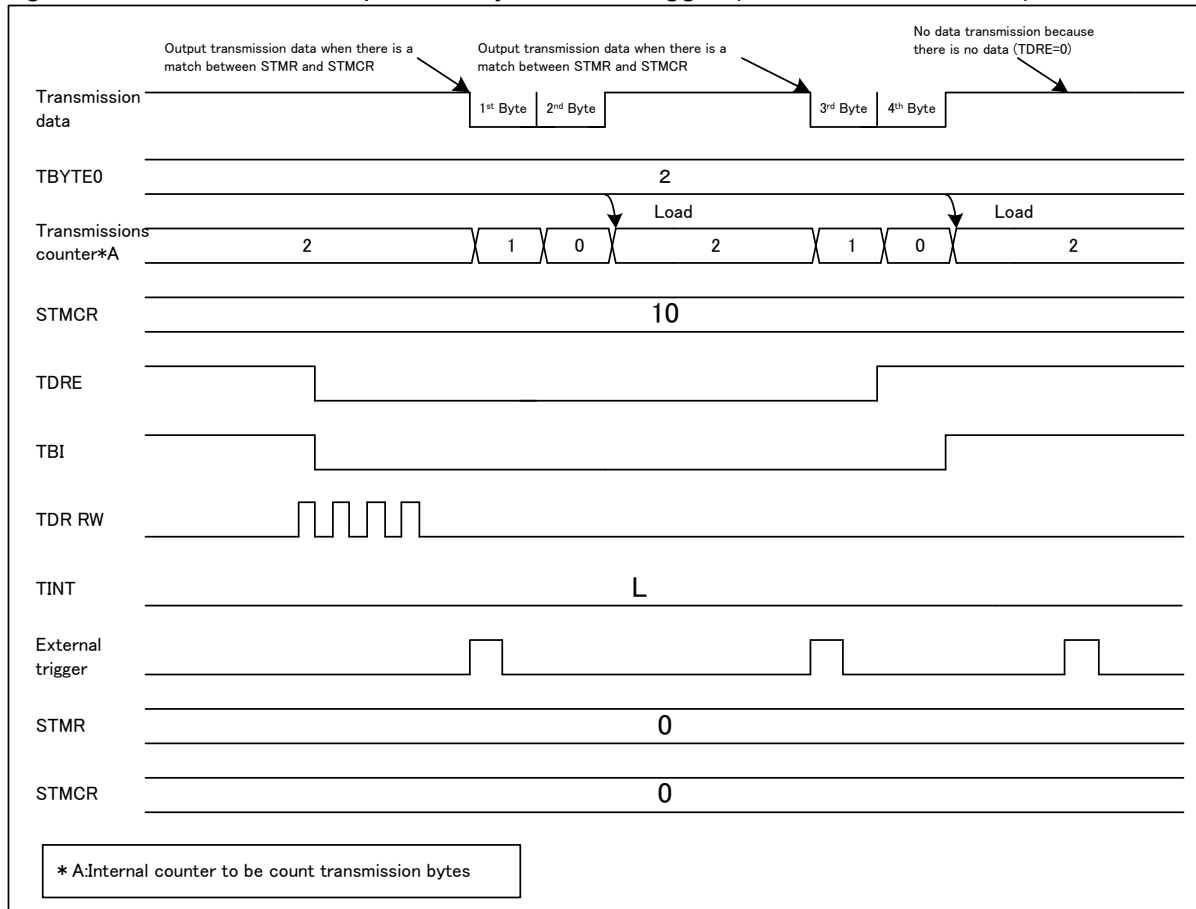 Output transmission data when there is a
match between STMR and STMCR
Output transmission data when there is a
match between STMR and STMCR
No data transmission because
there is no data (TDRE=0)
Transmission
data
1st Byte
2nd Byte
3rd Byte
4th Byte
TBYTE0
2
Load
Load
Transmissions
counter*A
2
1
0
2
1
0
2
STMCR
10
TDRE
TBI
TDR RW
TINT
L
External
trigger
STMR
0
STMCR
0
* A:Internal counter to be count transmission bytes